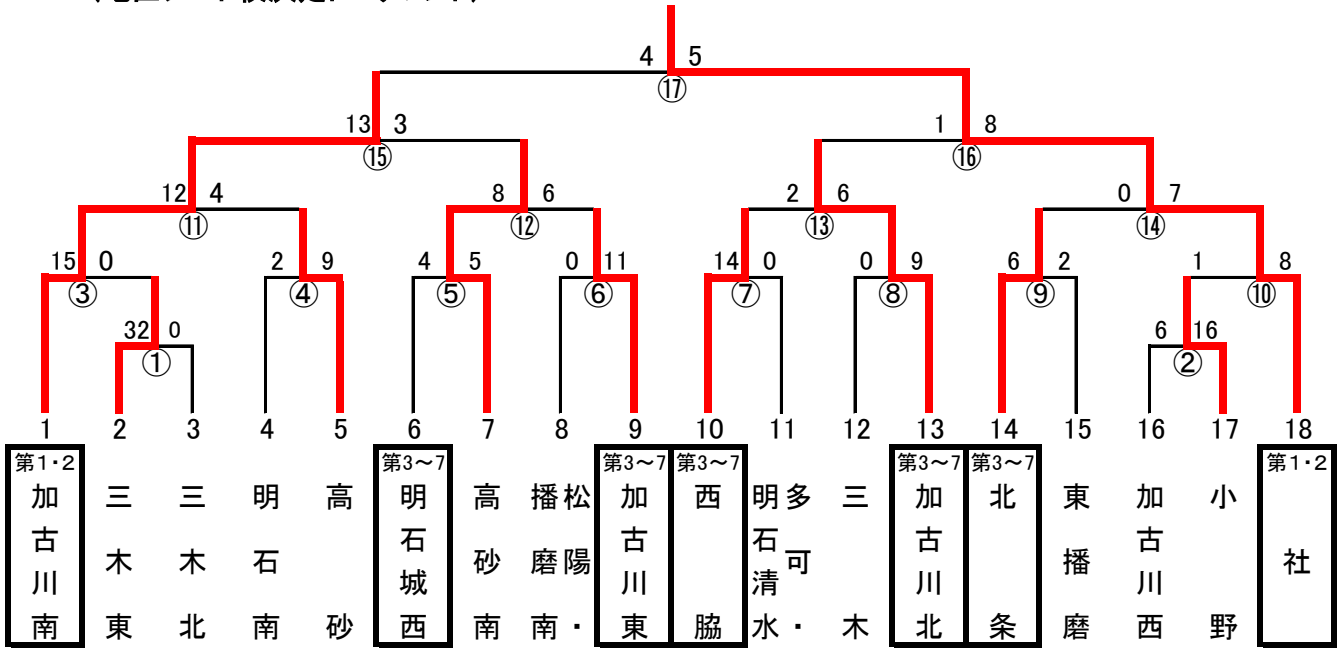 4 5
⑰
13 3
1 8
⑮
⑯
12 4
8 6
2 6
0 7
⑪
⑫
⑬
⑭
15 0
2 9
4 5
0 11
14 0
0 9
6 2
1 8
③
④
⑤
⑥
⑦
⑧
⑨
⑩
32 0
6 16
①
②
1 2 3 4 5 6 7 8 9 10 11 12 13 14 15 16 17 18
第1・2
加古川南
三木東
三木北
明石南
高砂
第3～7
明石城西
高砂南
松陽・
播磨南
第3～7
加古川東
第3～7
西脇
多可・
明石清水
三木
第3～7
加古川北
第3～7
北条
東播磨
加古川西
小野
第1・2
社